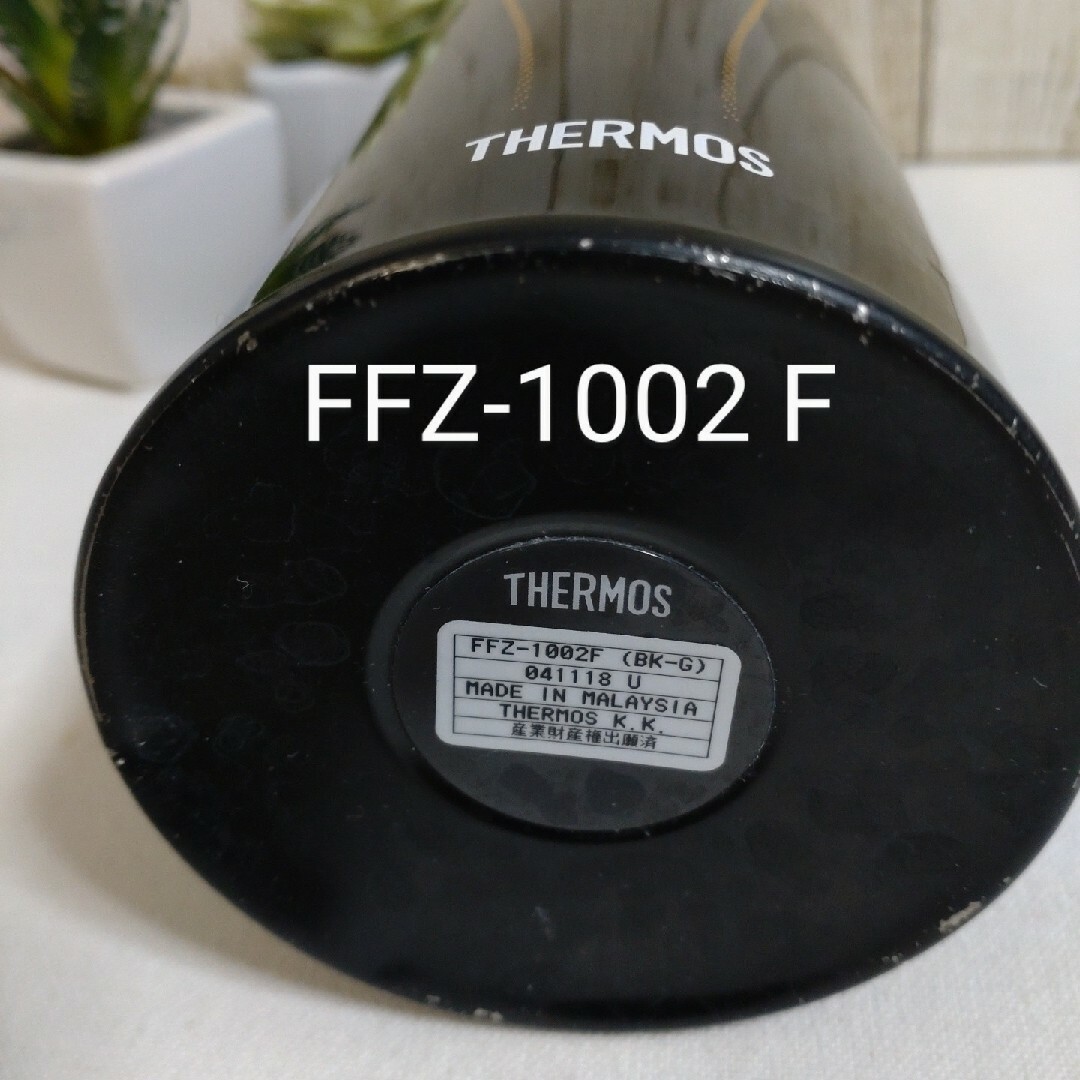 THERMOS
FFZ-1002 F
THERMOS
FFZ-1002F (BK-G)
041118 U
MADE IN MALAYSIA
THERMOS K.K.
産業財産権出願済